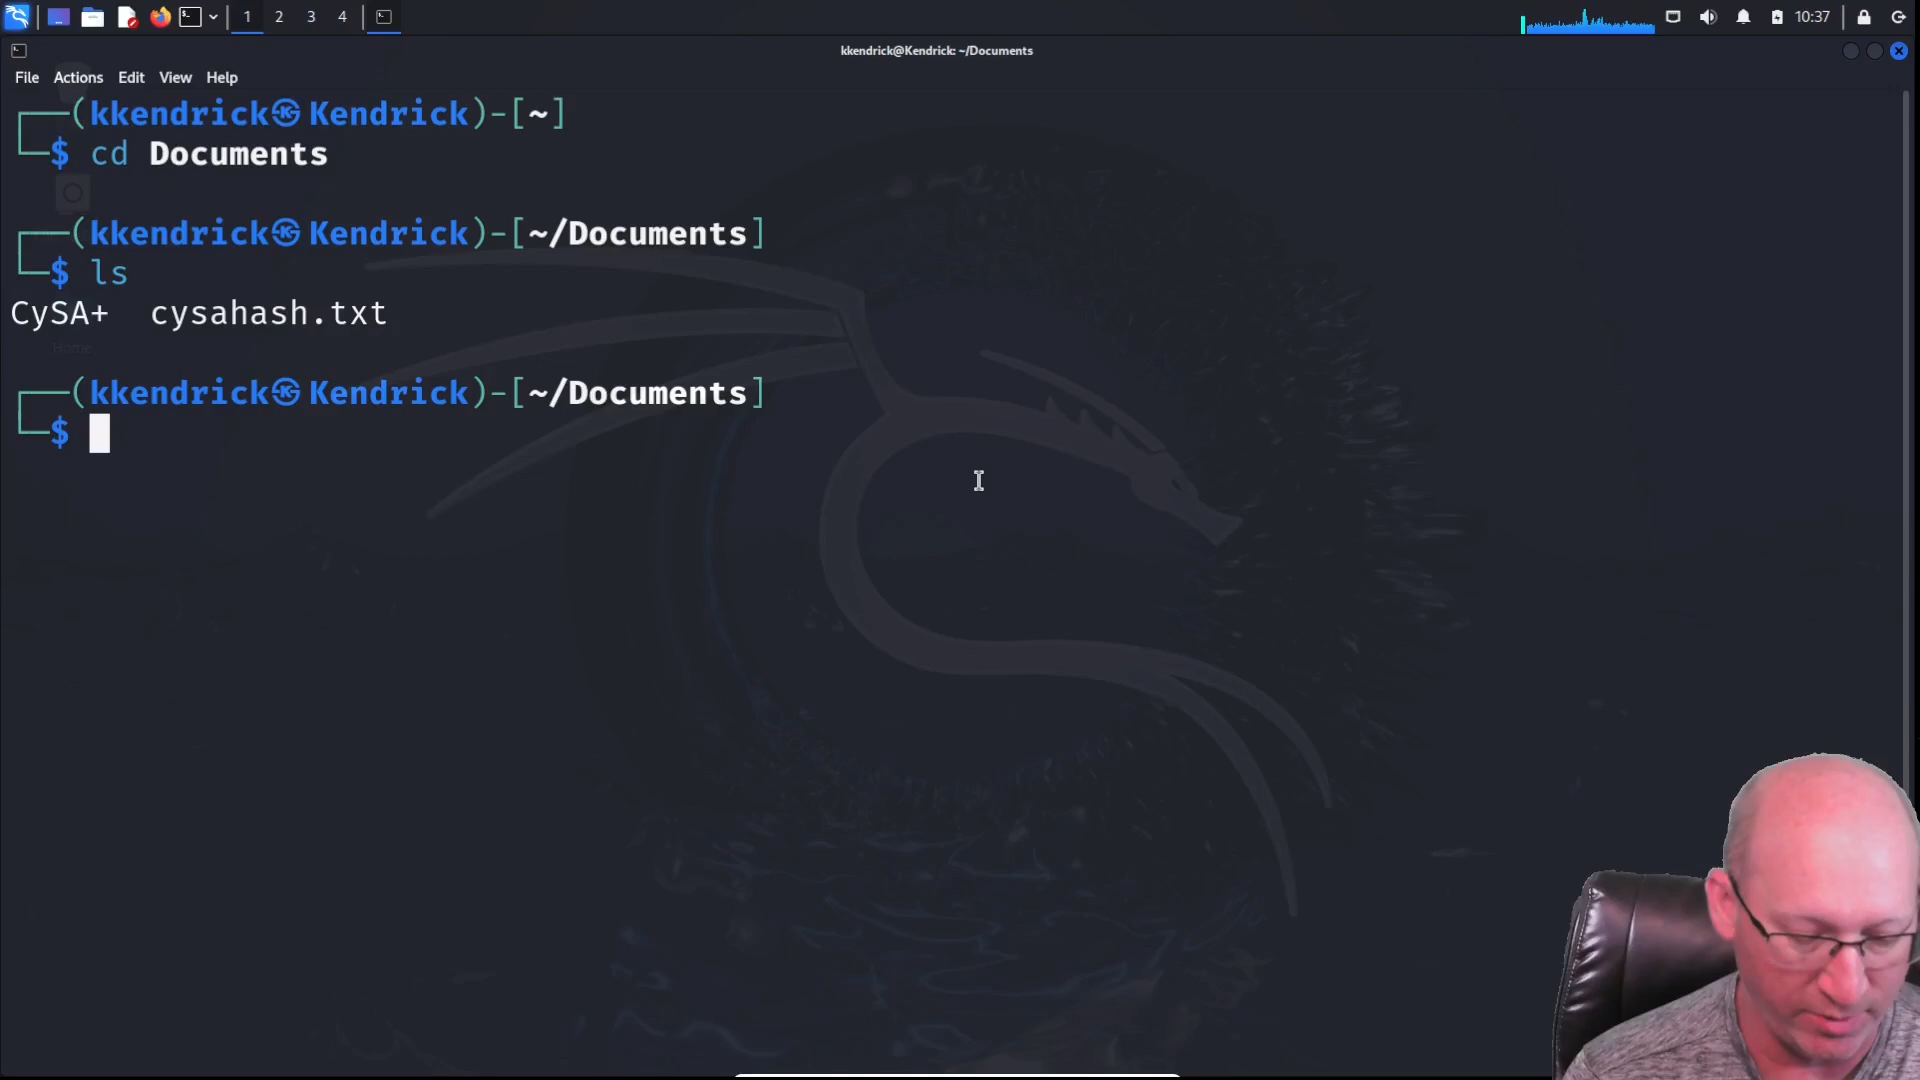 1 2 3 4 10:37
kkendrick@Kendrick: ~/Documents
File Actions Edit View Help
┌──(kkendrick㉿Kendrick)-[~]
└─$ cd Documents
┌──(kkendrick㉿Kendrick)-[~/Documents]
└─$ ls
CySA+  cysahash.txt
Home
┌──(kkendrick㉿Kendrick)-[~/Documents]
└─$